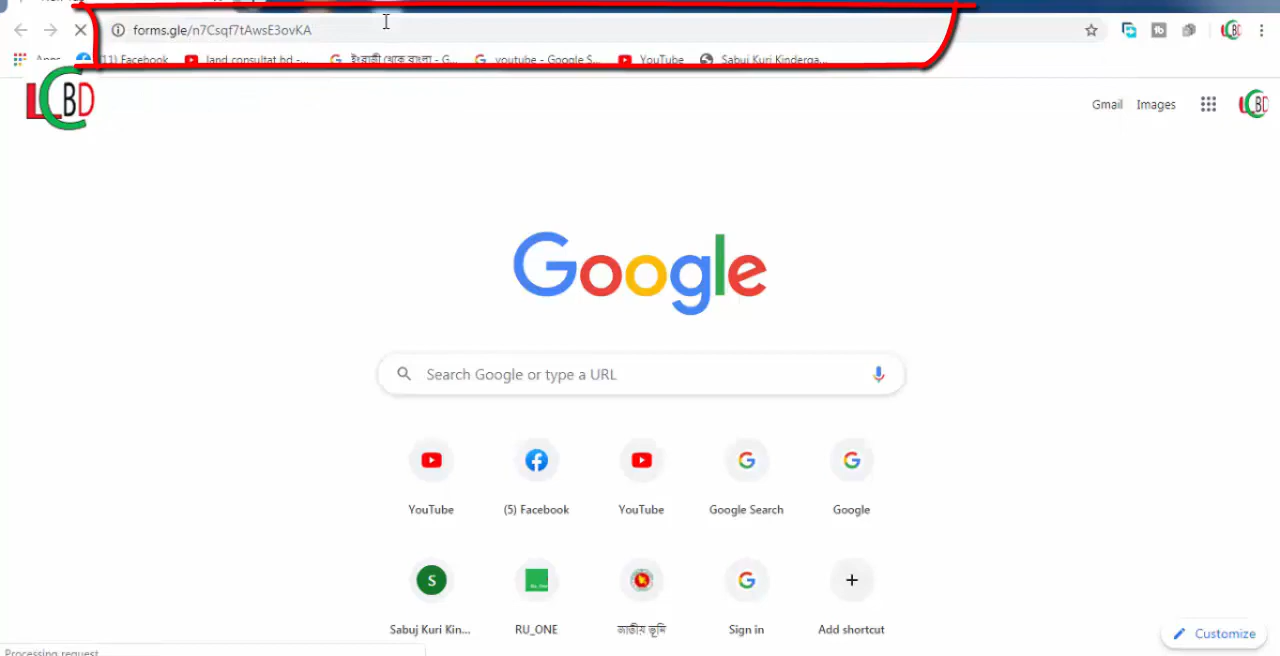 forms.gle/n7Csqf7tAwsE3ovKA
Apps (11) Facebook land consultat bd -... ইংরাজী থেকে বাংলা - G... youtube - Google S... YouTube Sabuj Kuri Kinderga...
LCBD
Gmail Images
Google
Search Google or type a URL
YouTube (5) Facebook YouTube Google Search Google
Sabuj Kuri Kin... RU_ONE জাতীয় ভূমি Sign in Add shortcut
Customize
Processing request